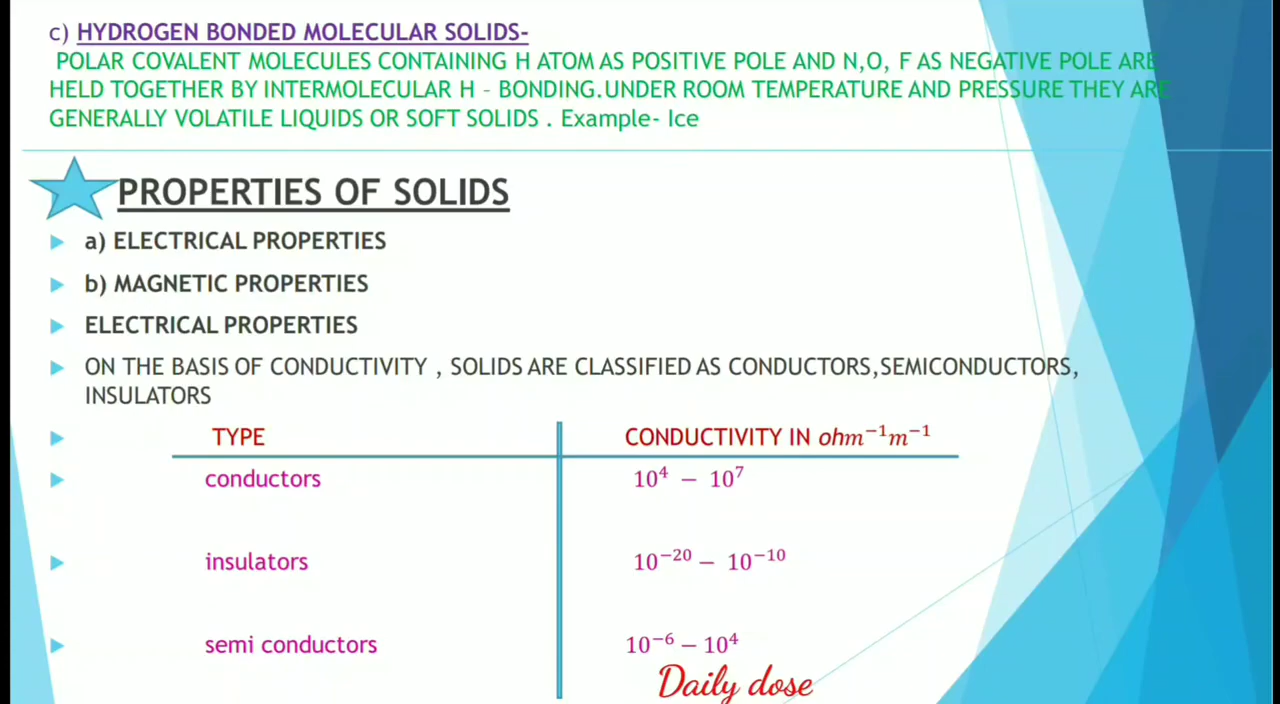 c) HYDROGEN BONDED MOLECULAR SOLIDS-
POLAR COVALENT MOLECULES CONTAINING H ATOM AS POSITIVE POLE AND N,O, F AS NEGATIVE POLE ARE
HELD TOGETHER BY INTERMOLECULAR H – BONDING.UNDER ROOM TEMPERATURE AND PRESSURE THEY ARE
GENERALLY VOLATILE LIQUIDS OR SOFT SOLIDS . Example- Ice
PROPERTIES OF SOLIDS
a) ELECTRICAL PROPERTIES
b) MAGNETIC PROPERTIES
ELECTRICAL PROPERTIES
ON THE BASIS OF CONDUCTIVITY , SOLIDS ARE CLASSIFIED AS CONDUCTORS,SEMICONDUCTORS,
INSULATORS
TYPE CONDUCTIVITY IN ohm⁻¹m⁻¹
conductors 10⁴ – 10⁷
insulators 10⁻²⁰ – 10⁻¹⁰
semi conductors 10⁻⁶ – 10⁴
Daily dose